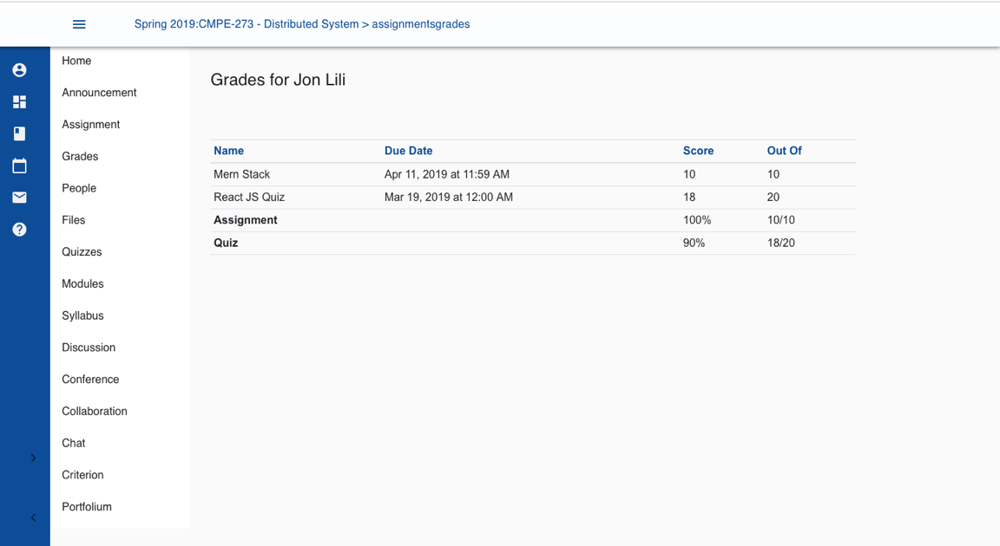 Spring 2019:CMPE-273 - Distributed System > assignmentsgrades
Home
Announcement
Assignment
Grades
People
Files
Quizzes
Modules
Syllabus
Discussion
Conference
Collaboration
Chat
Criterion
Portfolium
Grades for Jon Lili
Name Due Date Score Out Of
Mern Stack Apr 11, 2019 at 11:59 AM 10 10
React JS Quiz Mar 19, 2019 at 12:00 AM 18 20
Assignment 100% 10/10
Quiz 90% 18/20